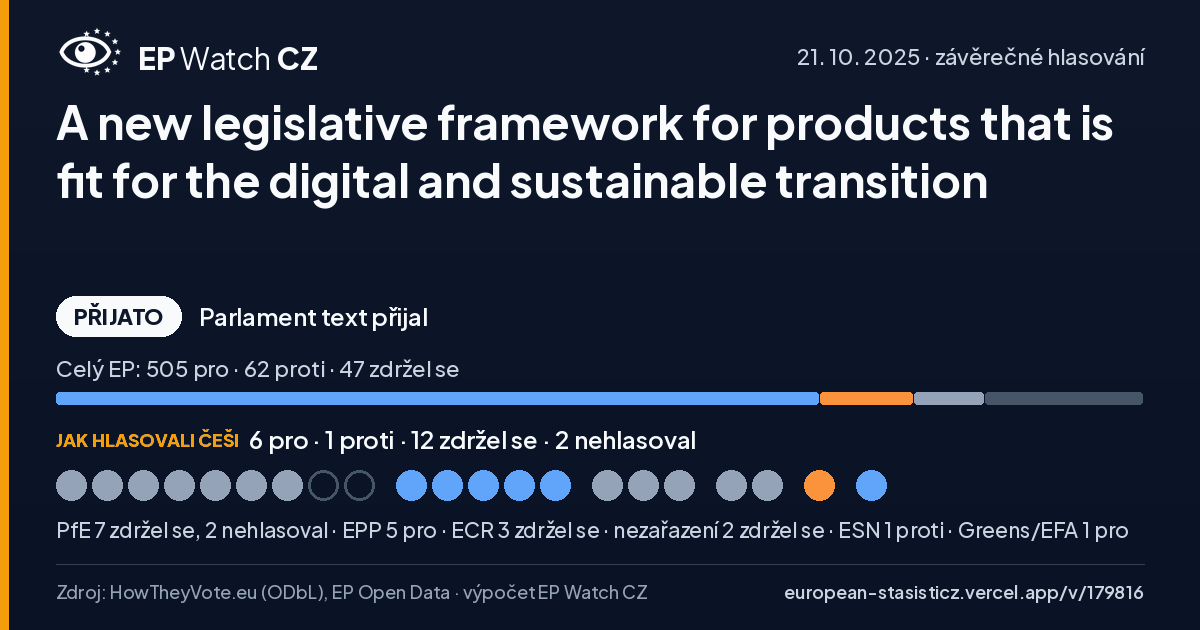 EP Watch CZ
21. 10. 2025 · závěrečné hlasování
A new legislative framework for products that is
fit for the digital and sustainable transition
PŘIJATO Parlament text přijal
Celý EP: 505 pro · 62 proti · 47 zdržel se
JAK HLASOVALI ČEŠI 6 pro · 1 proti · 12 zdržel se · 2 nehlasoval
PfE 7 zdržel se, 2 nehlasoval · EPP 5 pro · ECR 3 zdržel se · nezařazení 2 zdržel se · ESN 1 proti · Greens/EFA 1 pro
Zdroj: HowTheyVote.eu (ODbL), EP Open Data · výpočet EP Watch CZ
european-stasisticz.vercel.app/v/179816